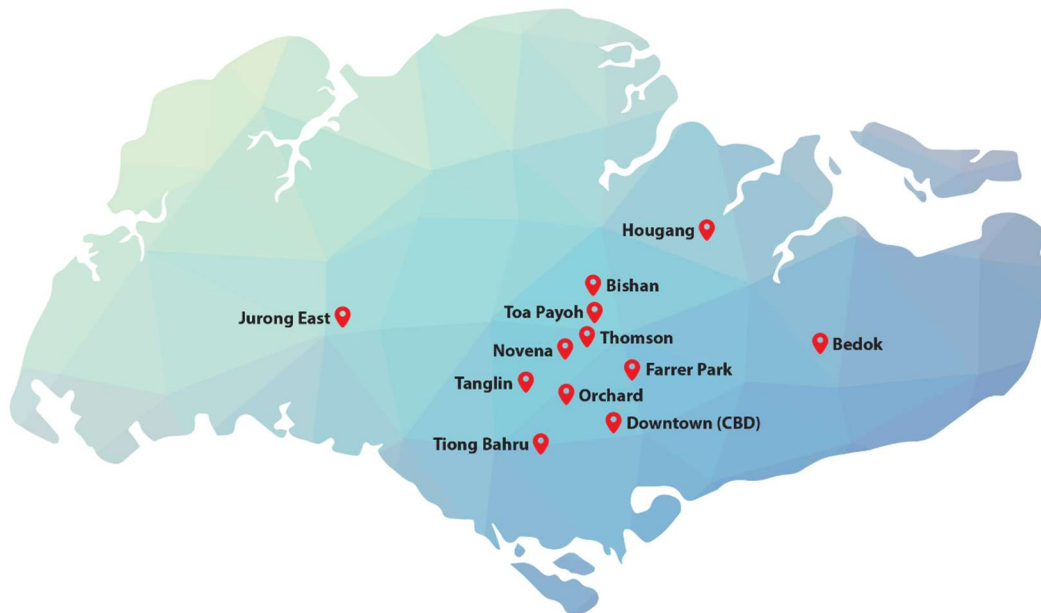 Hougang
Bishan
Toa Payoh
Jurong East
Thomson
Novena
Bedok
Farrer Park
Tanglin
Orchard
Downtown (CBD)
Tiong Bahru